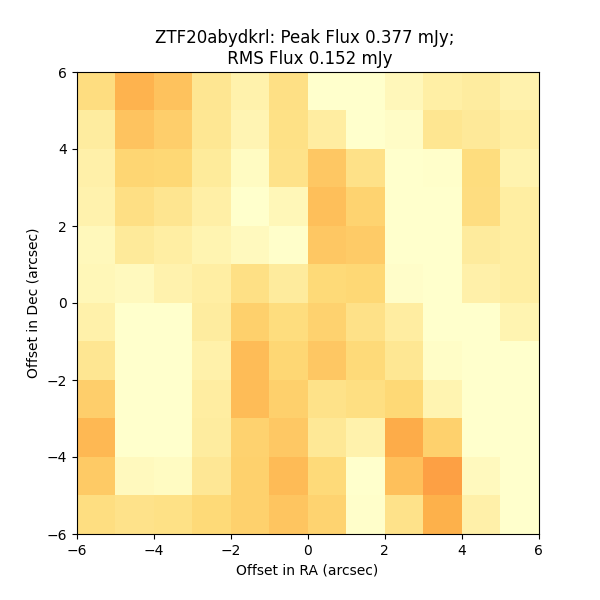 ZTF20abydkrl: Peak Flux 0.377 mJy;
RMS Flux 0.152 mJy
6
4
2
0
−2
−4
−6
Offset in Dec (arcsec)
−6 −4 −2 0 2 4 6
Offset in RA (arcsec)